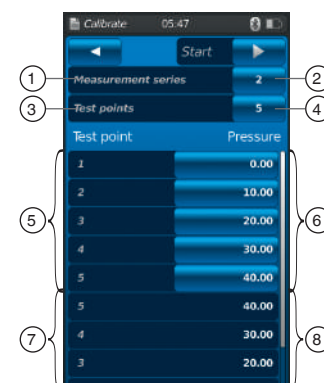 Calibrate 05:47
Start
1 Measurement series 2 2
3 Test points 5 4
Test point Pressure
1 0.00
2 10.00
3 20.00
4 30.00
5 40.00
5 6
5 40.00
4 30.00
3 20.00
7 8